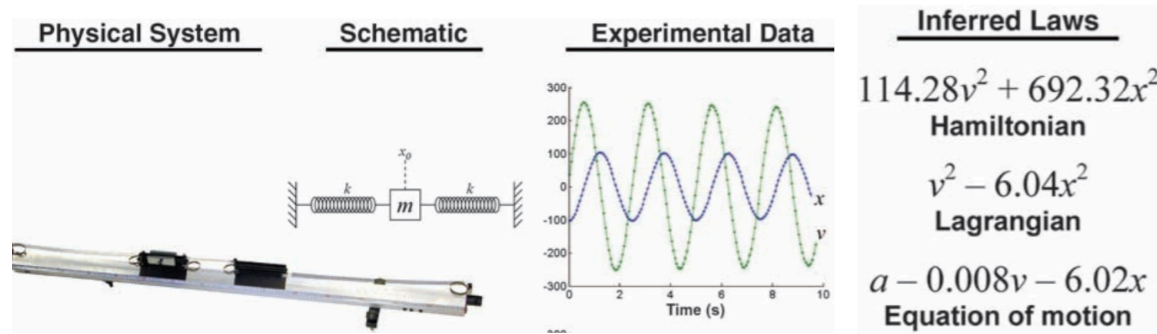 Physical System
Schematic
Experimental Data
Inferred Laws
x₀
k
m
k
300
200
100
0
-100
-200
-300
x
v
0
2
4
6
8
10
Time (s)
114.28v² + 692.32x²
Hamiltonian
v² – 6.04x²
Lagrangian
a – 0.008v – 6.02x
Equation of motion